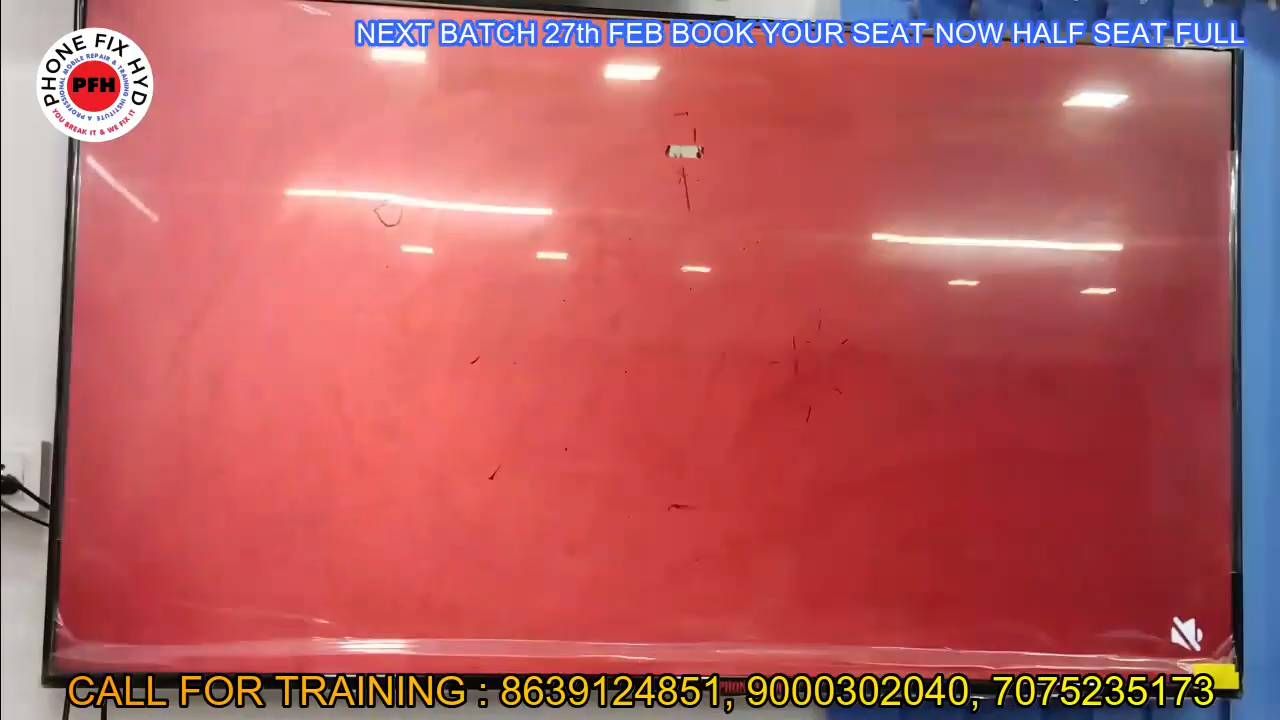 NEXT BATCH 27th FEB BOOK YOUR SEAT NOW HALF SEAT FULL
PHONE FIX HYD
A PROFESSIONAL MOBILE REPAIR & TRAINING INSTITUTE
PFH
YOU BREAK IT & WE FIX IT
CALL FOR TRAINING : 8639124851, 9000302040, 7075235173